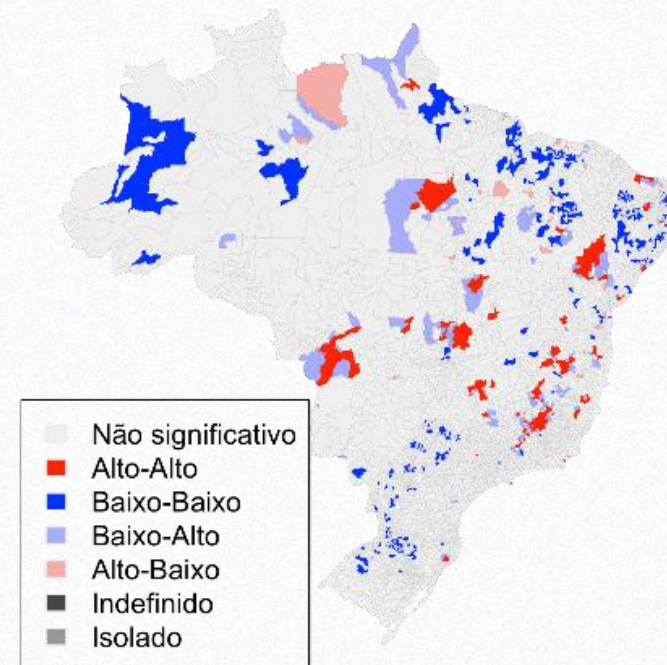 Não significativo
Alto-Alto
Baixo-Baixo
Baixo-Alto
Alto-Baixo
Indefinido
Isolado